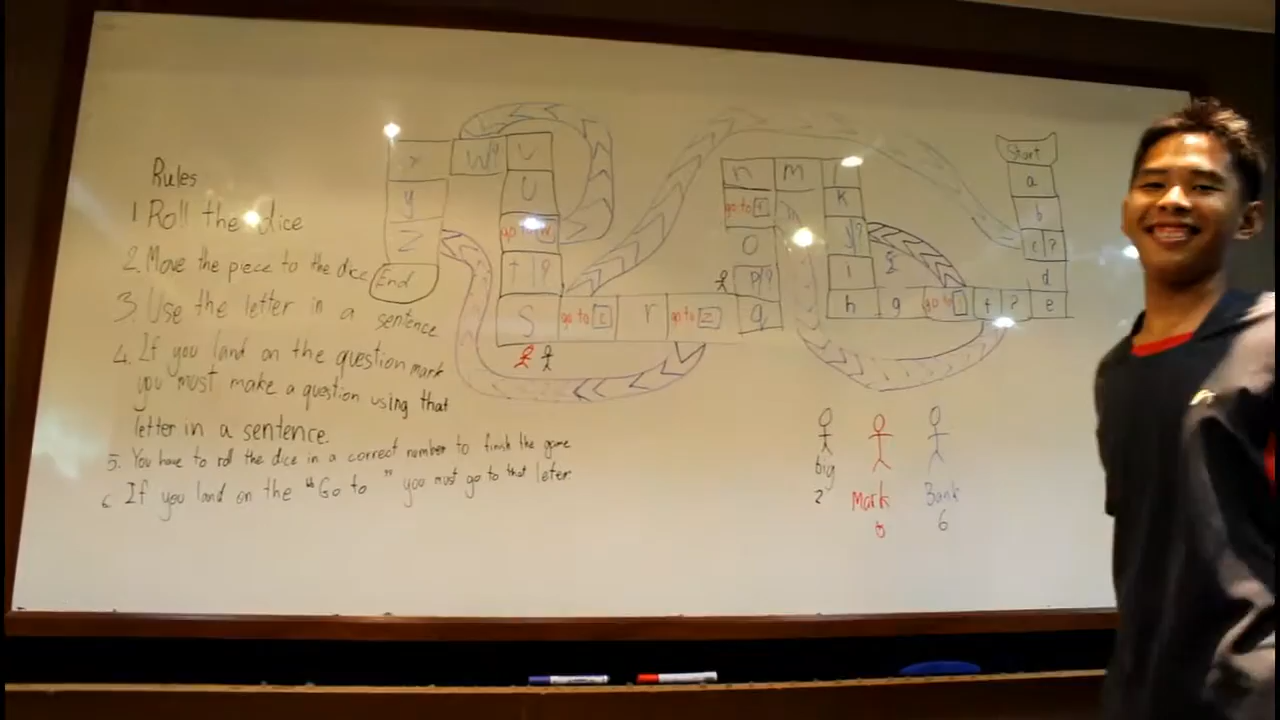 Rules
1 Roll the dice
2. Move the piece to the dice
3. Use the letter in a sentence
4. If you land on the question mark
you must make a question using that
letter in a sentence.
5. You have to roll the dice in a correct number to finish the game
6. If you land on the "Go to " you must go to that leter.
Start
a
b
c ?
d
e
f ?
go to
g
h
i
j ?
k
m
n
go to f
O
p ?
q
go to z
r
go to c
S
t ?
go to w
U
V
W?
x
y
Z
End
big
2
Mark
Bank
6